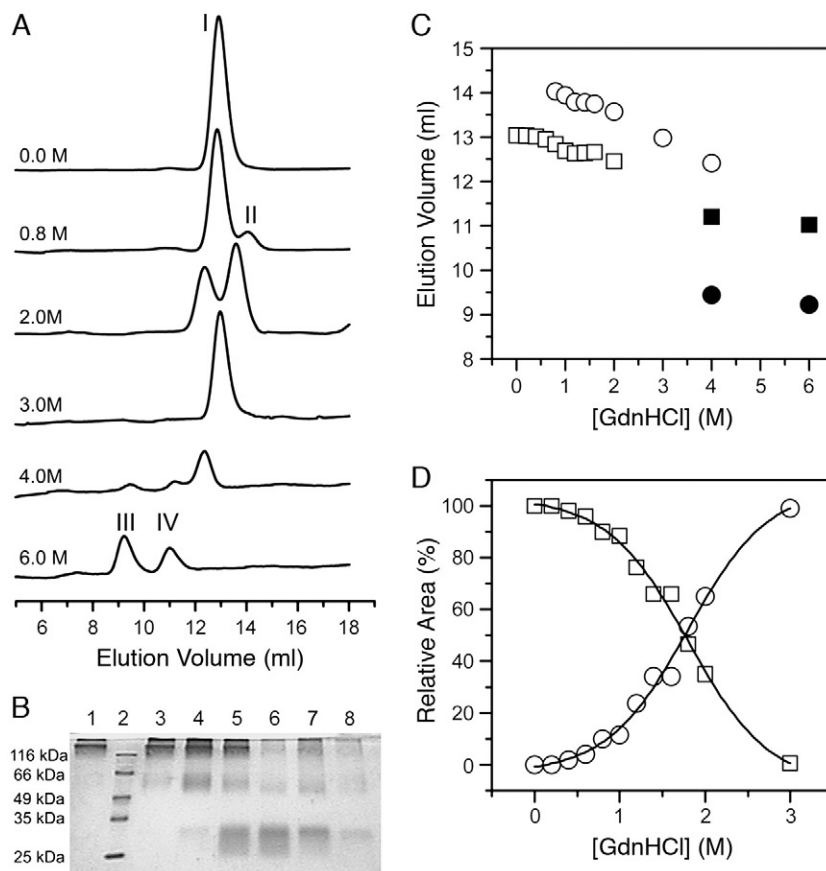 A
I
0.0 M
0.8 M
II
2.0M
3.0M
4.0M
III IV
6.0 M
6 8 10 12 14 16 18
Elution Volume (ml)
B
1 2 3 4 5 6 7 8
116 kDa
66 kDa
49 kDa
35 kDa
25 kDa
C
15
14
13
12
11
10
9
8
Elution Volume (ml)
0 1 2 3 4 5 6
[GdnHCl] (M)
D
100
80
60
40
20
0
Relative Area (%)
0 1 2 3
[GdnHCl] (M)